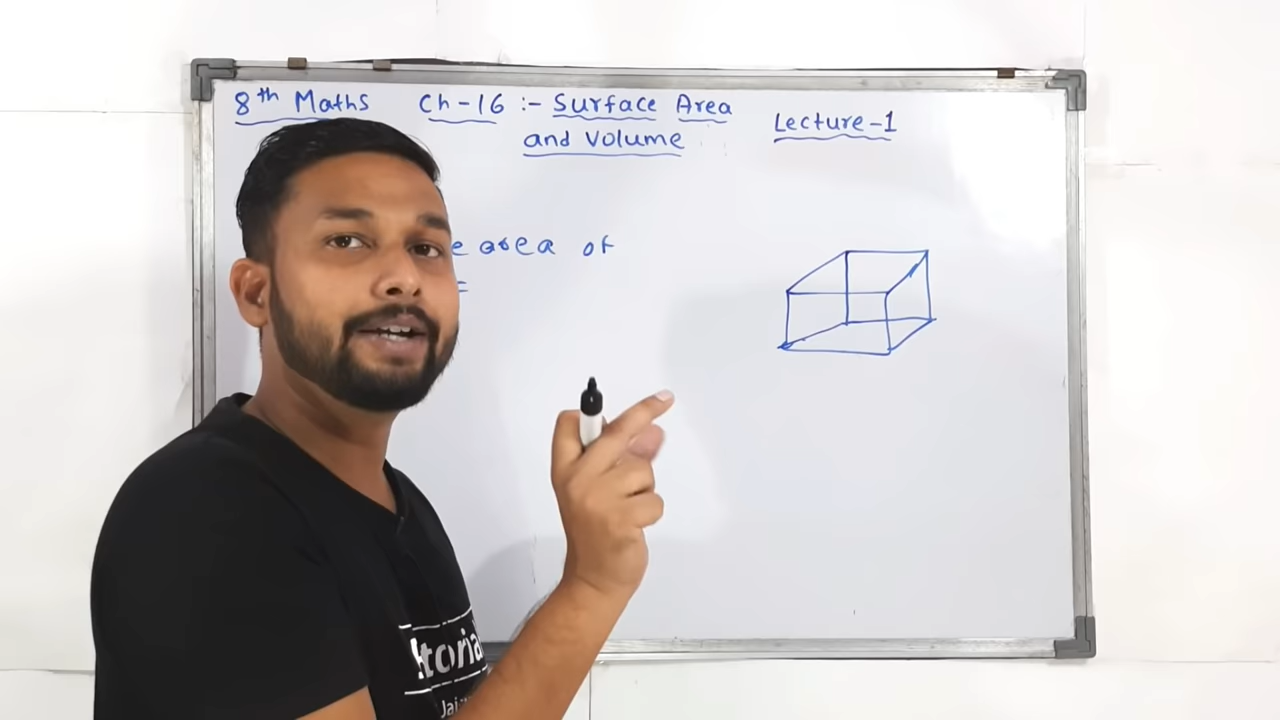 8th Maths Ch-16 :- Surface Area
and Volume
Lecture-1
area of
=